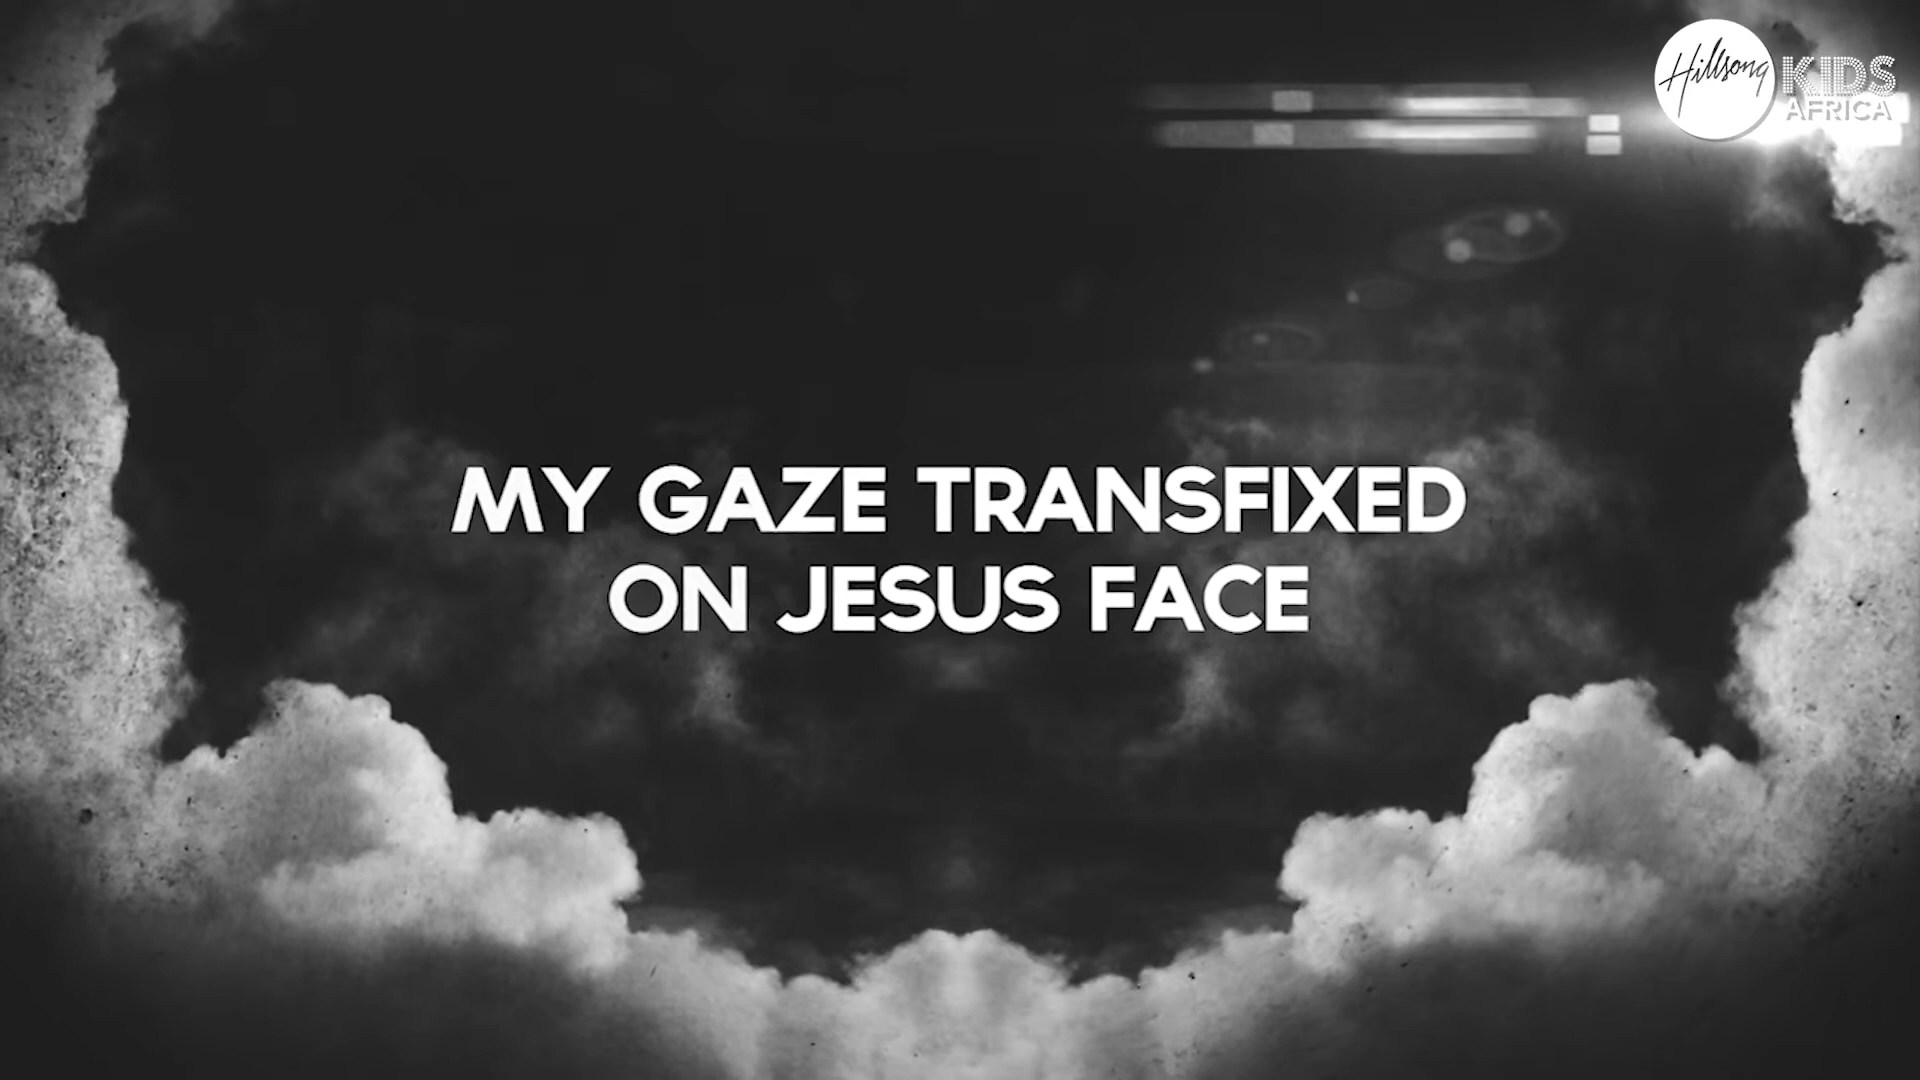 Hillsong
KIDS
AFRICA
MY GAZE TRANSFIXED
ON JESUS FACE